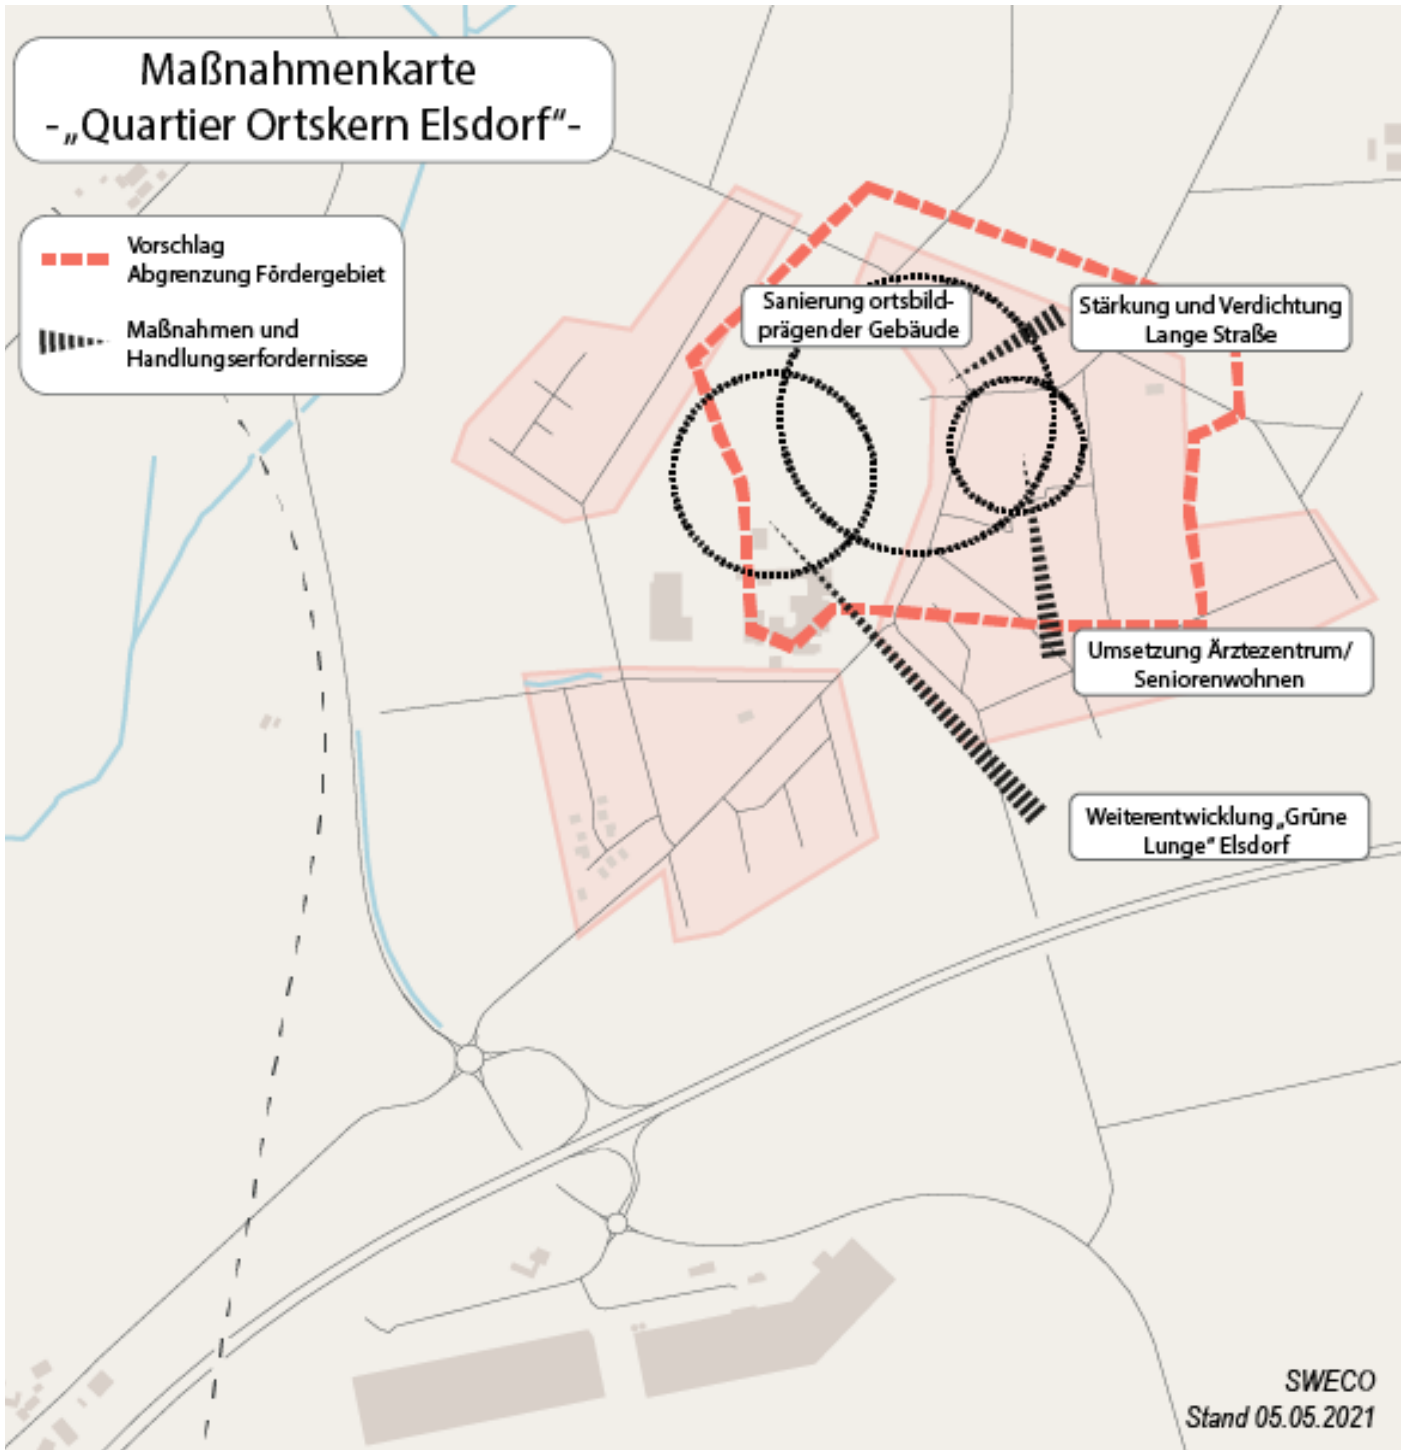 Maßnahmenkarte
-„Quartier Ortskern Elsdorf“-
Vorschlag
Abgrenzung Fördergebiet
Maßnahmen und
Handlungserfordernisse
Sanierung ortsbild-
prägender Gebäude
Stärkung und Verdichtung
Lange Straße
Umsetzung Ärztezentrum/
Seniorenwohnen
Weiterentwicklung „Grüne
Lunge“ Elsdorf
SWECO
Stand 05.05.2021